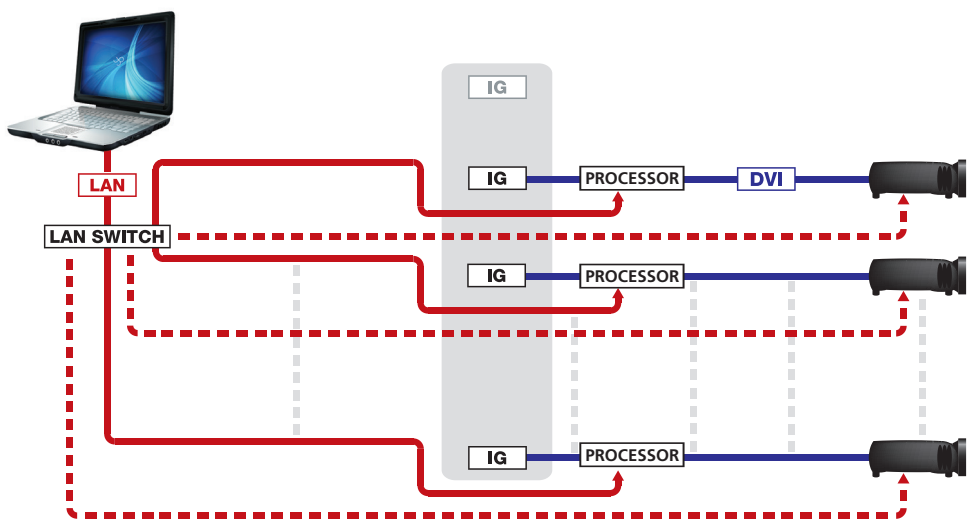 IG
LAN
IG
PROCESSOR
DVI
LAN SWITCH
IG
PROCESSOR
IG
PROCESSOR